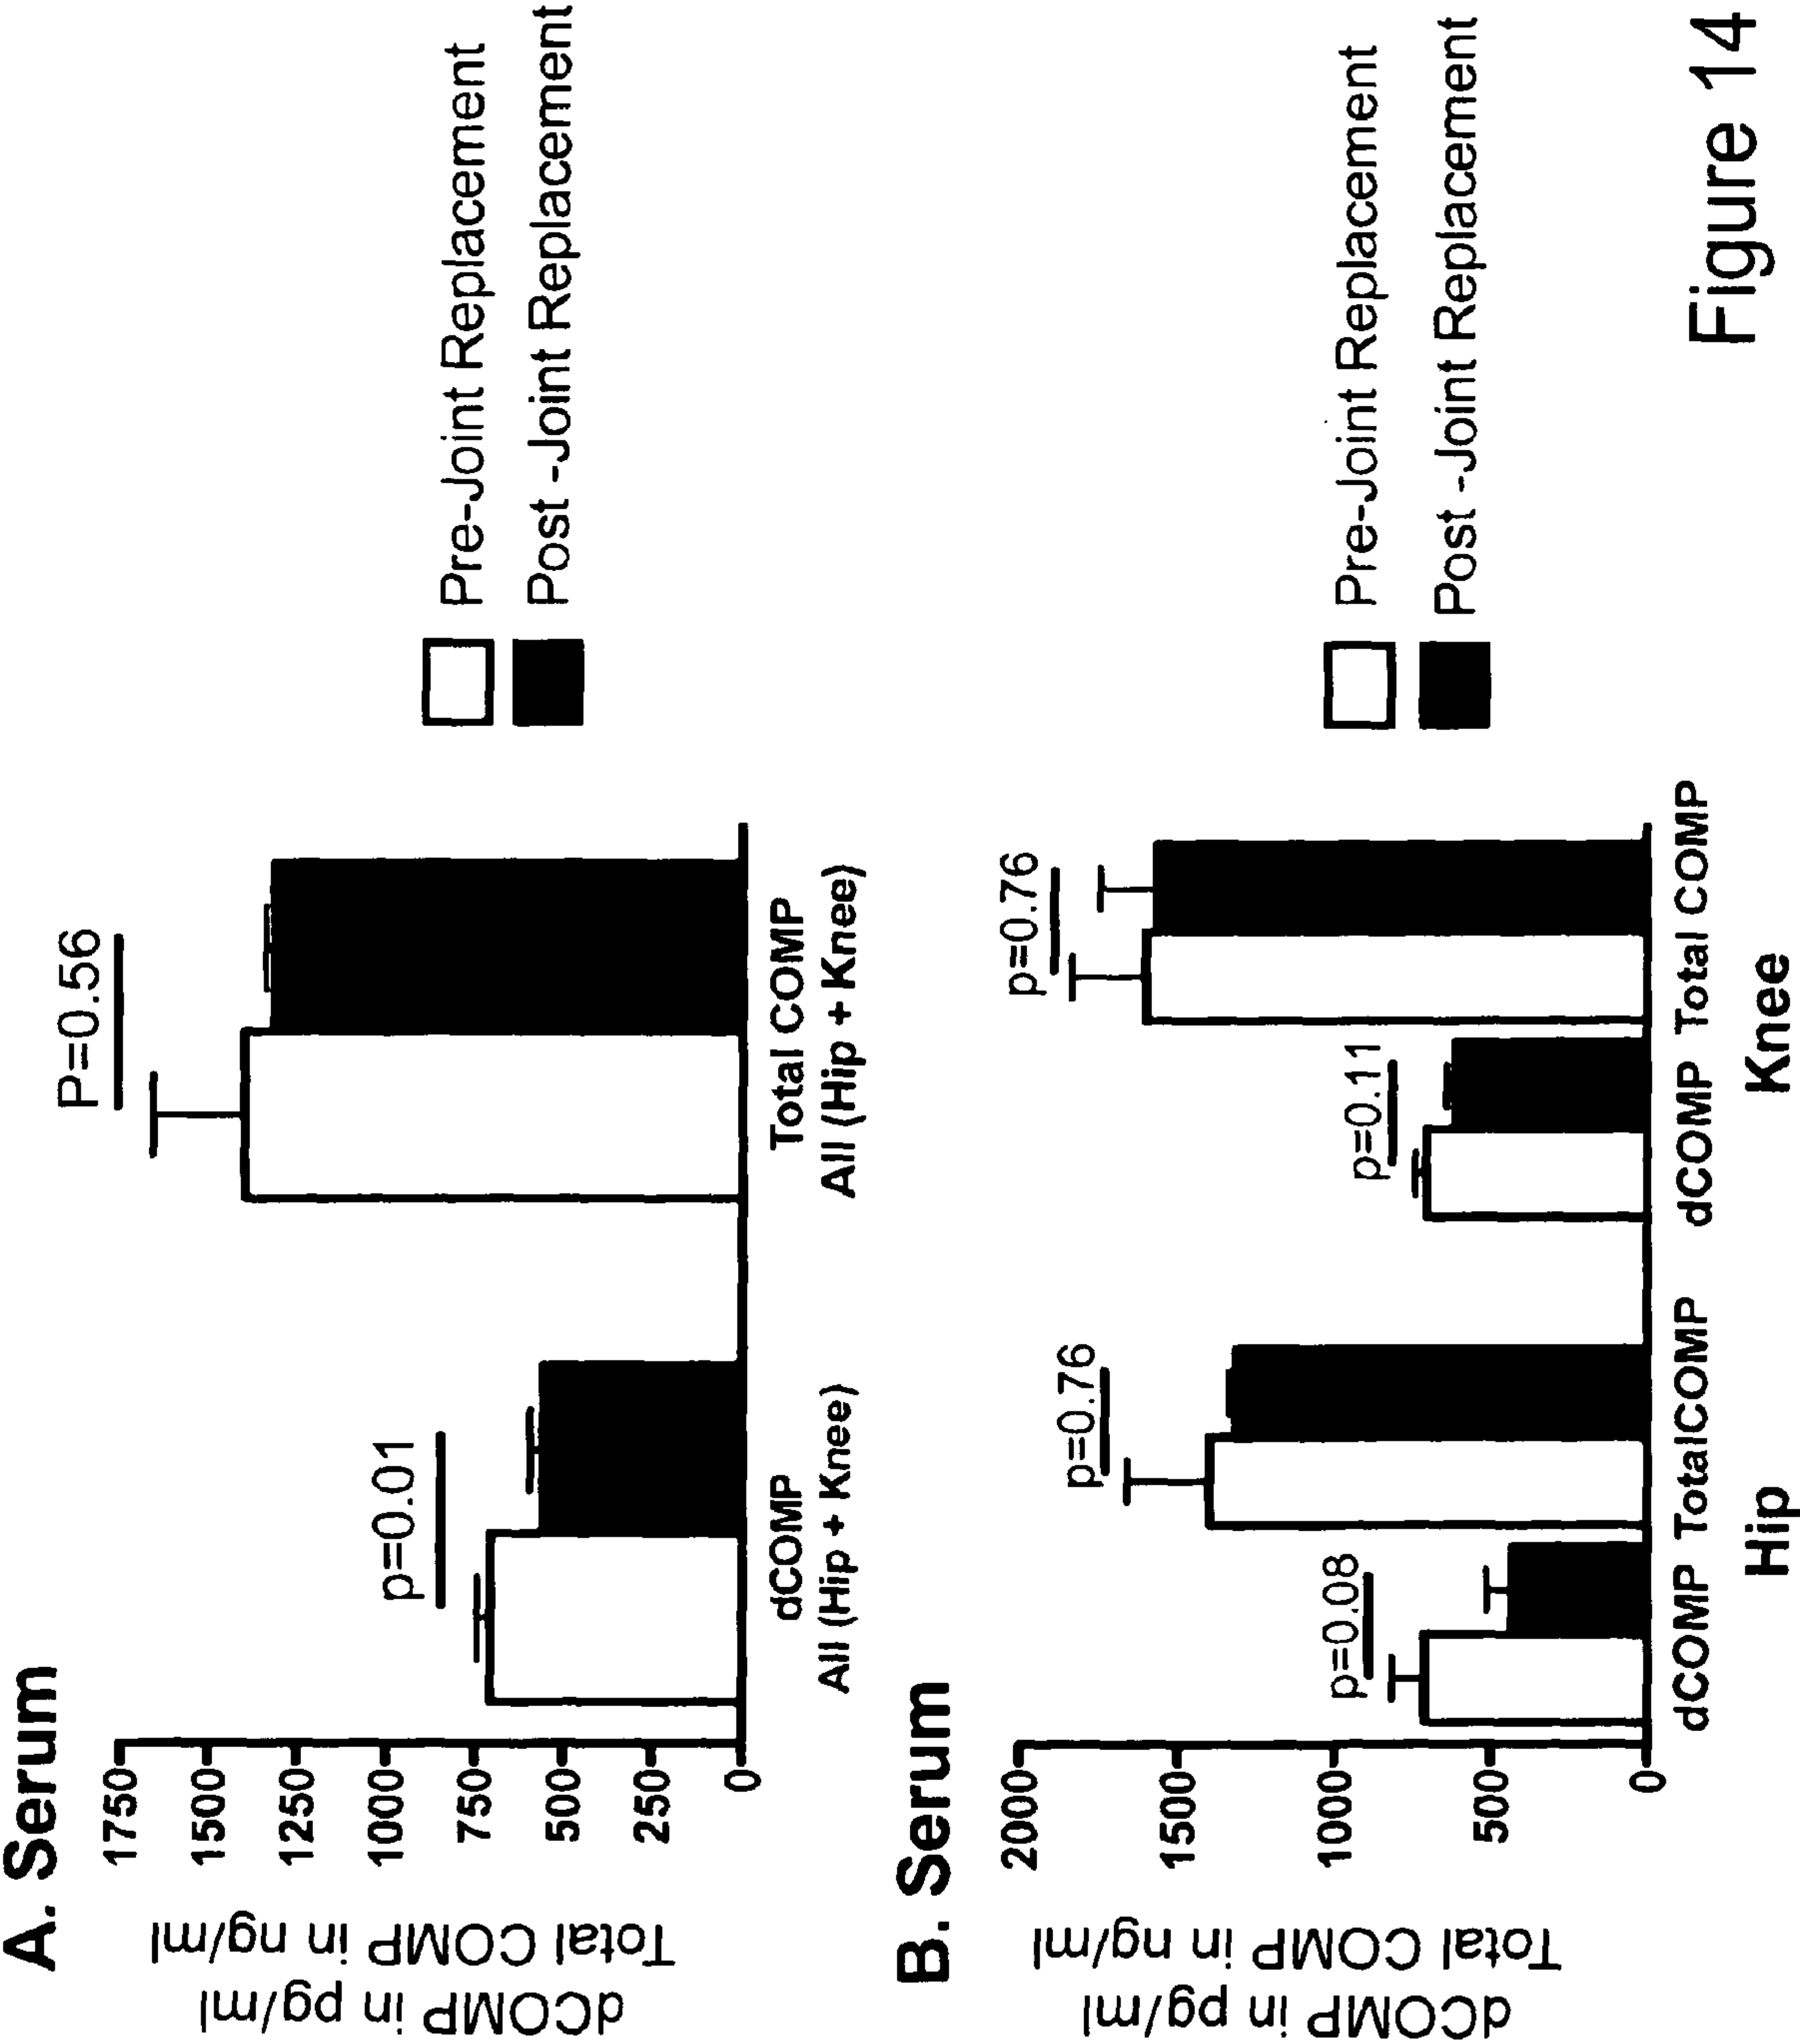 A. Serum
dCOMP in pg/ml
Total COMP in ng/ml
1750
1500
1250
1000
750
500
250
0
p=0.01
P=0.56
dCOMP
All (Hip + Knee)
Total COMP
All (Hip + Knee)
Pre-Joint Replacement
Post -Joint Replacement
B. Serum
dCOMP in pg/ml
Total COMP in ng/ml
2000
1500
1000
500
0
p=0.08
p=0.76
p=0.11
p=0.76
dCOMP TotalCOMP
dCOMP Total COMP
Hip
Knee
Pre-Joint Replacement
Post -Joint Replacement
Figure 14